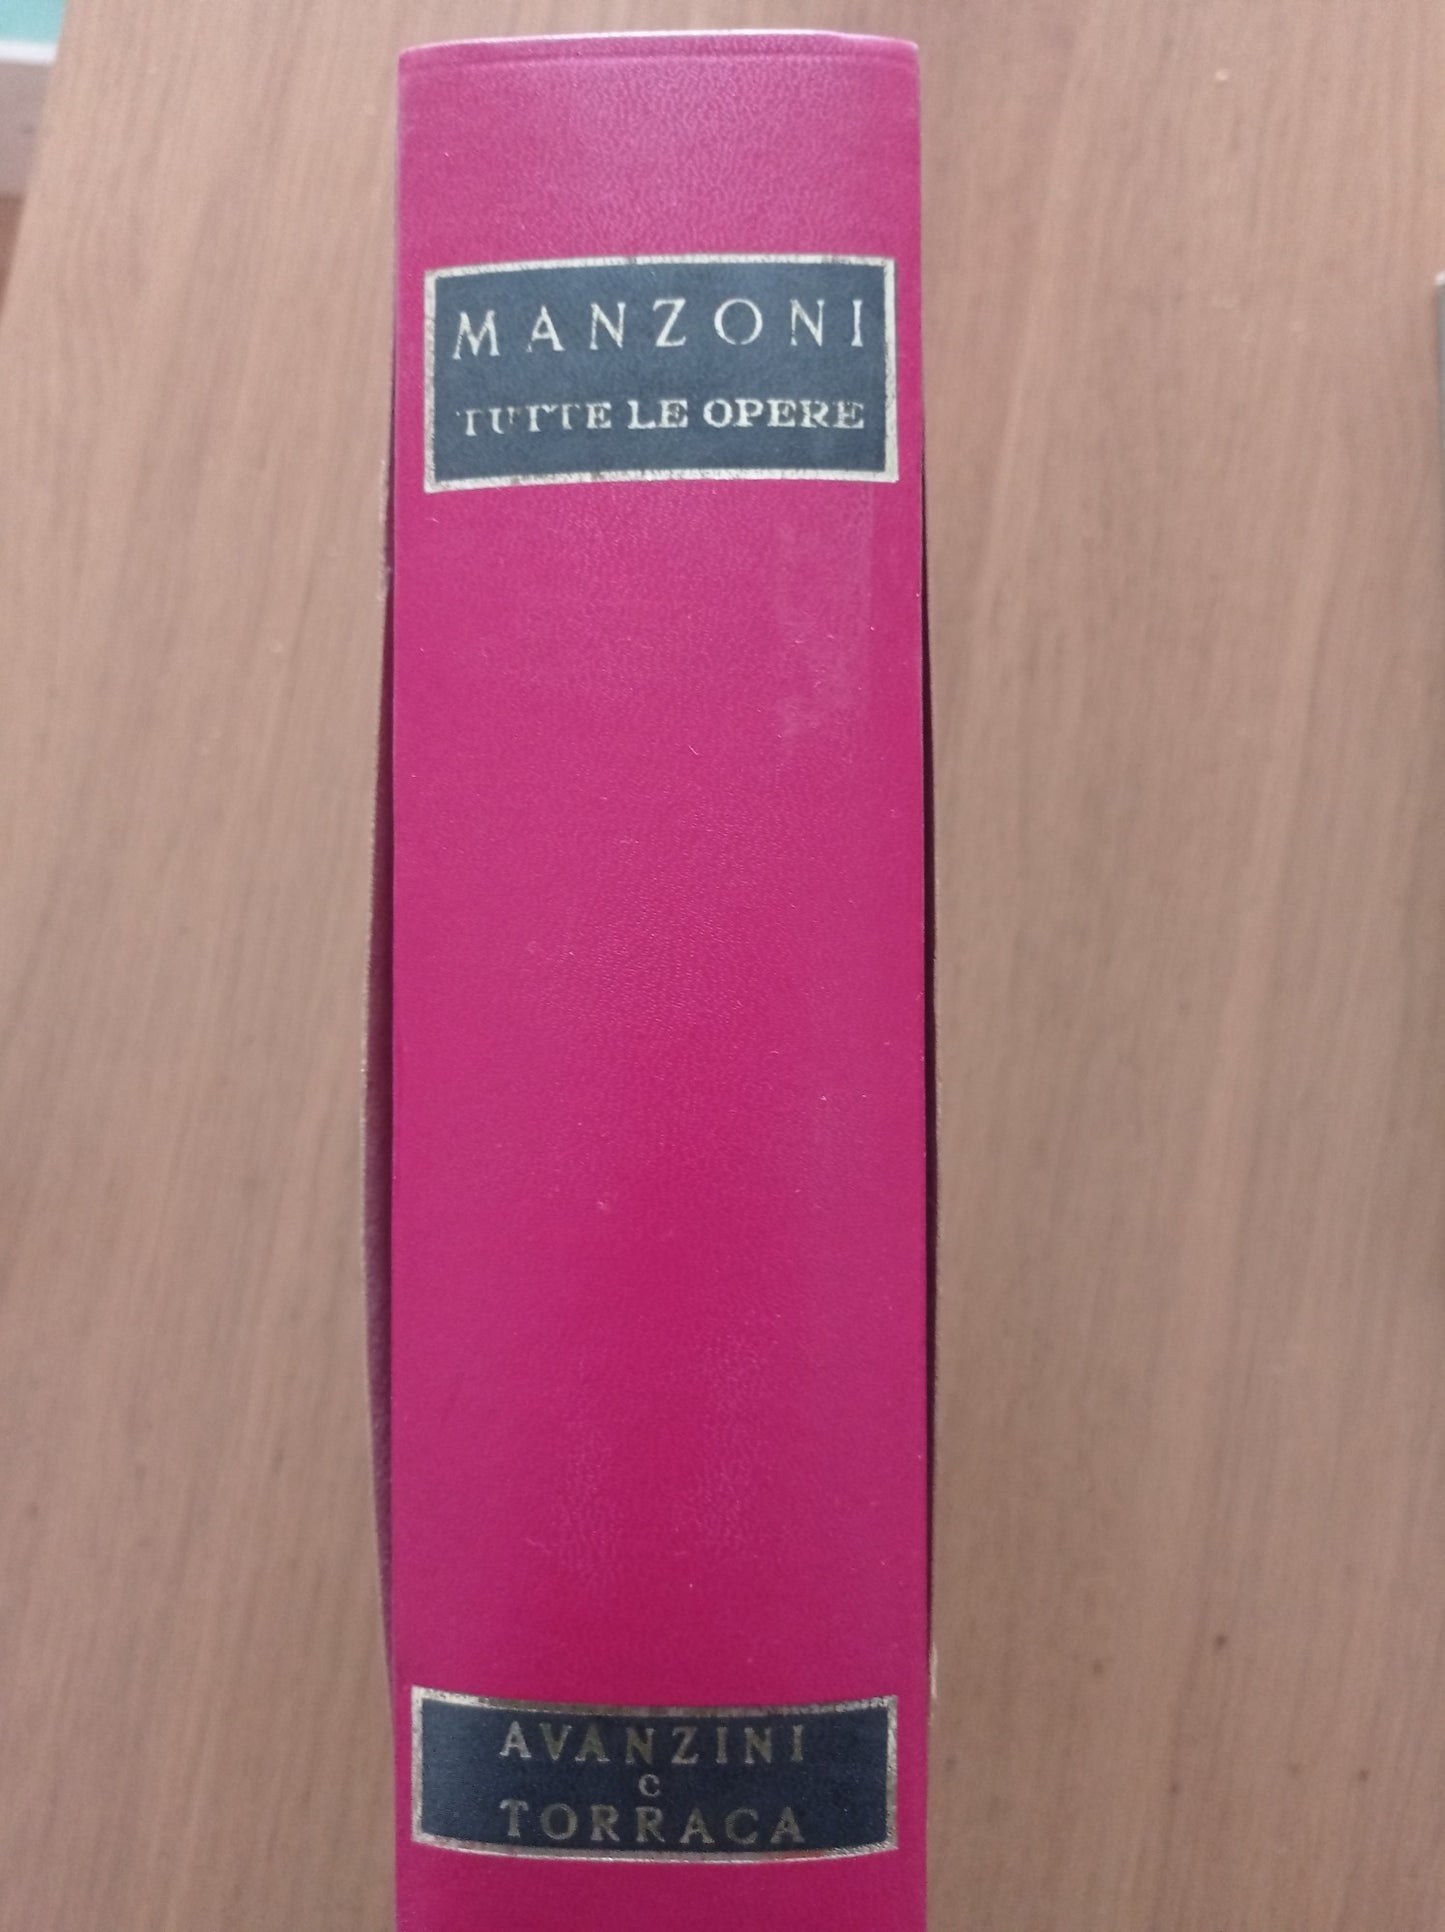 MANZONI
TUTTE LE OPERE
AVANZINI
e
TORRACA